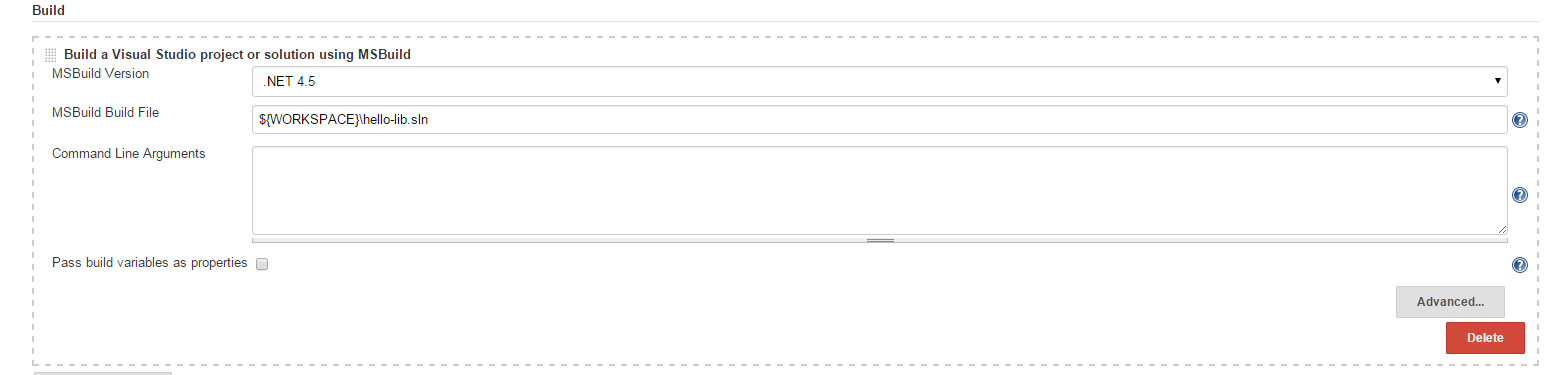 Build
Build a Visual Studio project or solution using MSBuild
MSBuild Version
.NET 4.5
MSBuild Build File
${WORKSPACE}\hello-lib.sln
?
Command Line Arguments
?
Pass build variables as properties
?
Advanced...
Delete